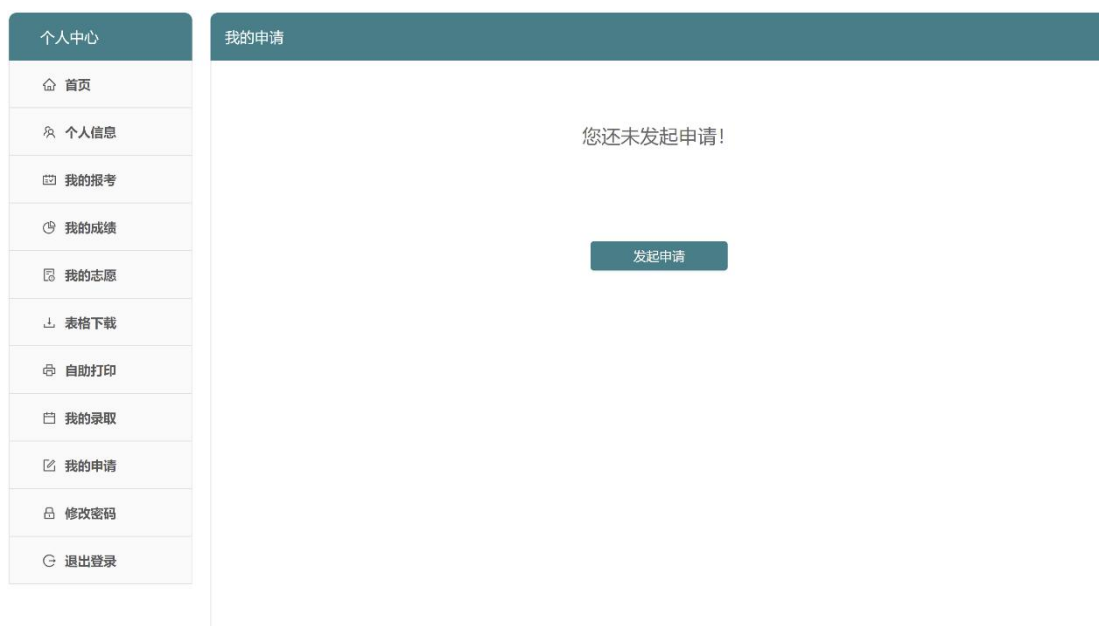 个人中心
首页
个人信息
我的报考
我的成绩
我的志愿
表格下载
自助打印
我的录取
我的申请
修改密码
退出登录
我的申请
您还未发起申请！
发起申请